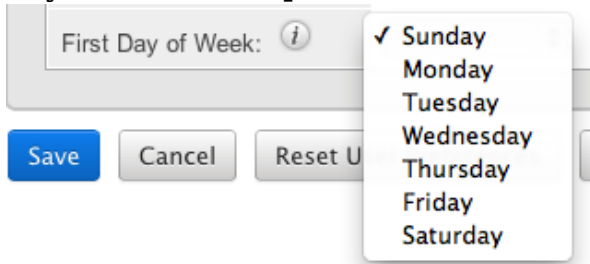 First Day of Week: i
✓ Sunday
Monday
Tuesday
Wednesday
Thursday
Friday
Saturday
Save Cancel Reset U